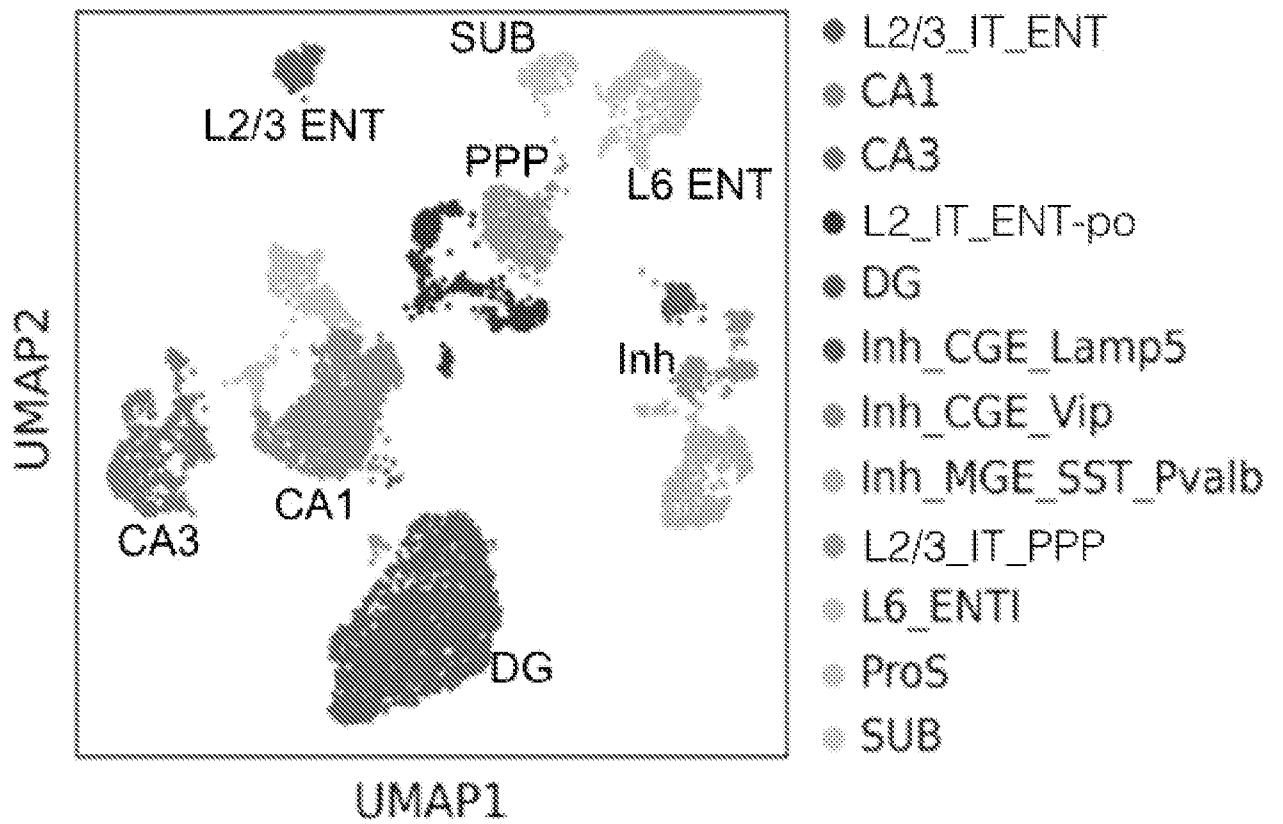 SUB
L2/3 ENT
PPP
L6 ENT
Inh
CA1
CA3
DG
UMAP2
UMAP1
L2/3_IT_ENT
CA1
CA3
L2_IT_ENT-po
DG
Inh_CGE_Lamp5
Inh_CGE_Vip
Inh_MGE_SST_Pvalb
L2/3_IT_PPP
L6_ENTl
ProS
SUB